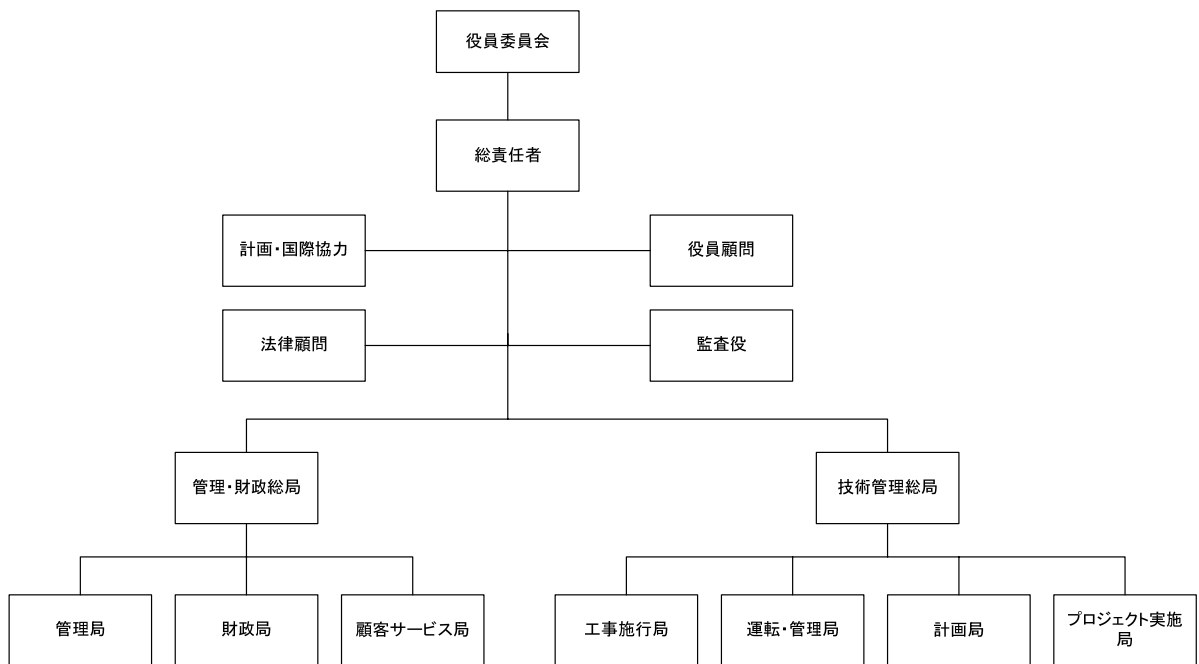 役員委員会
総責任者
計画・国際協力
役員顧問
法律顧問
監査役
管理・財政総局
技術管理総局
管理局
財政局
顧客サービス局
工事施行局
運転・管理局
計画局
プロジェクト実施
局